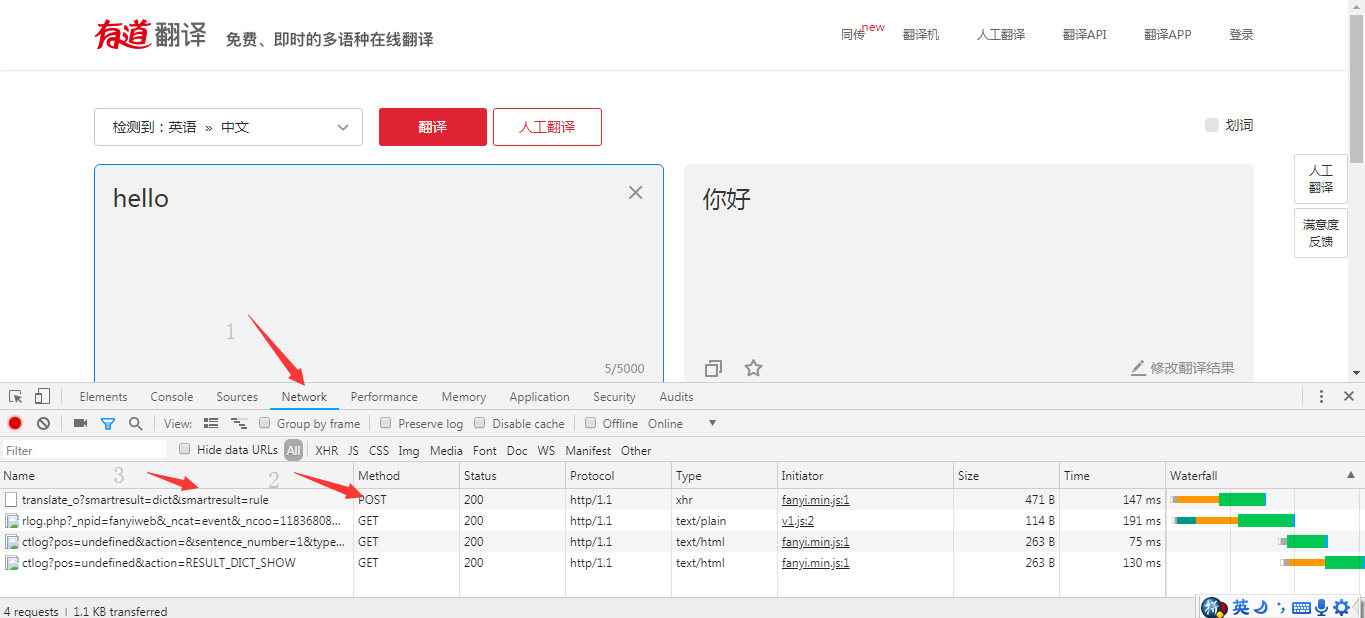 有道翻译 免费、即时的多语种在线翻译 同传new 翻译机 人工翻译 翻译API 翻译APP 登录
检测到：英语 » 中文 翻译 人工翻译 划词
人工
翻译
满意度
反馈
hello 你好
1
5/5000 修改翻译结果
Elements Console Sources Network Performance Memory Application Security Audits
View: Group by frame Preserve log Disable cache Offline Online
Filter Hide data URLs All XHR JS CSS Img Media Font Doc WS Manifest Other
Name 3 2 Method Status Protocol Type Initiator Size Time Waterfall
translate_o?smartresult=dict&smartresult=rule POST 200 http/1.1 xhr fanyi.min.js:1 471 B 147 ms
rlog.php?_npid=fanyiweb&_ncat=event&_ncoo=11836808... GET 200 http/1.1 text/plain v1.js:2 114 B 191 ms
ctlog?pos=undefined&action=&sentence_number=1&type... GET 200 http/1.1 text/html fanyi.min.js:1 263 B 75 ms
ctlog?pos=undefined&action=RESULT_DICT_SHOW GET 200 http/1.1 text/html fanyi.min.js:1 263 B 130 ms
4 requests | 1.1 KB transferred 英